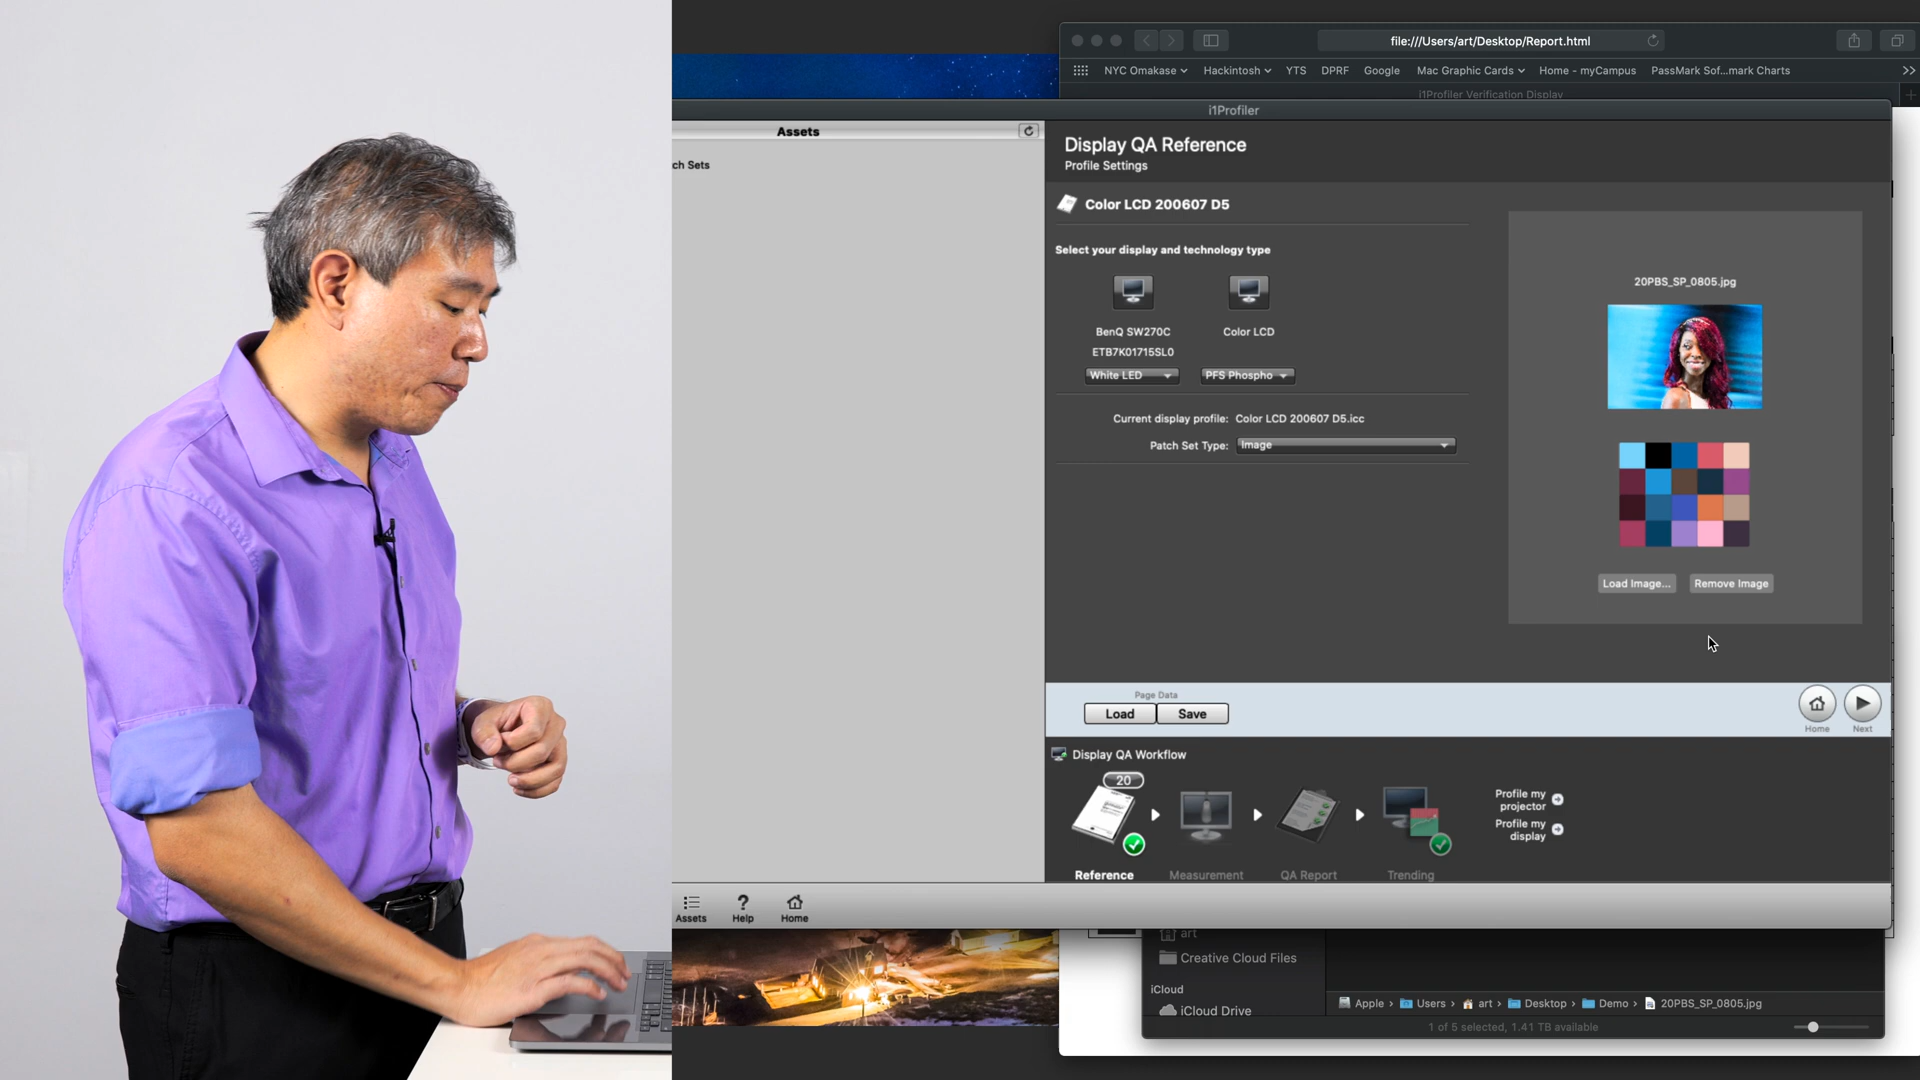 file:///Users/art/Desktop/Report.html
NYC Omakase
Hackintosh
YTS
DPRF
Google
Mac Graphic Cards
Home - myCampus
PassMark Sof...mark Charts
i1Profiler Verification Display
i1Profiler
Assets
ch Sets
Display QA Reference
Profile Settings
Color LCD 200607 D5
Select your display and technology type
BenQ SW270C
ETB7K01715SL0
White LED
Color LCD
PFS Phospho
Current display profile: Color LCD 200607 D5.icc
Patch Set Type: Image
20PBS_SP_0805.jpg
Load Image...
Remove Image
Page Data
Load
Save
Home
Next
Display QA Workflow
20
Reference
Measurement
QA Report
Trending
Profile my
projector
Profile my
display
Assets
Help
Home
art
Creative Cloud Files
iCloud
iCloud Drive
Apple › Users › art › Desktop › Demo › 20PBS_SP_0805.jpg
1 of 5 selected, 1.41 TB available